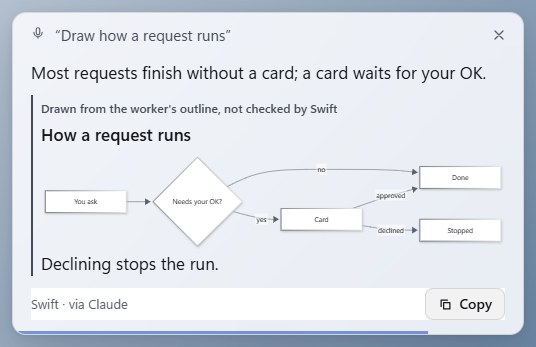 “Draw how a request runs”
Most requests finish without a card; a card waits for your OK.
Drawn from the worker's outline, not checked by Swift
How a request runs
no
You ask
Needs your OK?
Done
approved
yes
Card
declined
Stopped
Declining stops the run.
Swift · via Claude
Copy